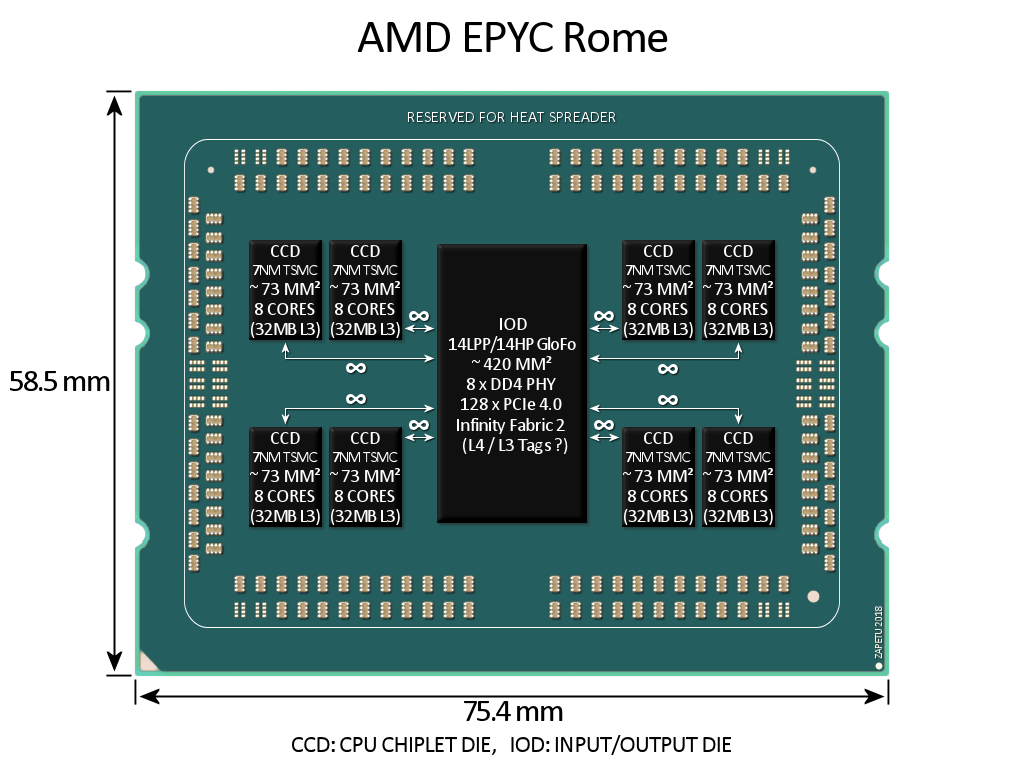 AMD EPYC Rome
RESERVED FOR HEAT SPREADER
CCD
7NM TSMC
~ 73 MM²
8 CORES
(32MB L3)
CCD
7NM TSMC
~ 73 MM²
8 CORES
(32MB L3)
∞
∞
IOD
14LPP/14HP GloFo
~ 420 MM²
8 x DD4 PHY
128 x PCIe 4.0
Infinity Fabric 2
(L4 / L3 Tags ?)
∞
∞
CCD
7NM TSMC
~ 73 MM²
8 CORES
(32MB L3)
CCD
7NM TSMC
~ 73 MM²
8 CORES
(32MB L3)
58.5 mm
∞
∞
CCD
7NM TSMC
~ 73 MM²
8 CORES
(32MB L3)
CCD
7NM TSMC
~ 73 MM²
8 CORES
(32MB L3)
∞
∞
CCD
7NM TSMC
~ 73 MM²
8 CORES
(32MB L3)
CCD
7NM TSMC
~ 73 MM²
8 CORES
(32MB L3)
ZAPETU 2018
75.4 mm
CCD: CPU CHIPLET DIE,   IOD: INPUT/OUTPUT DIE